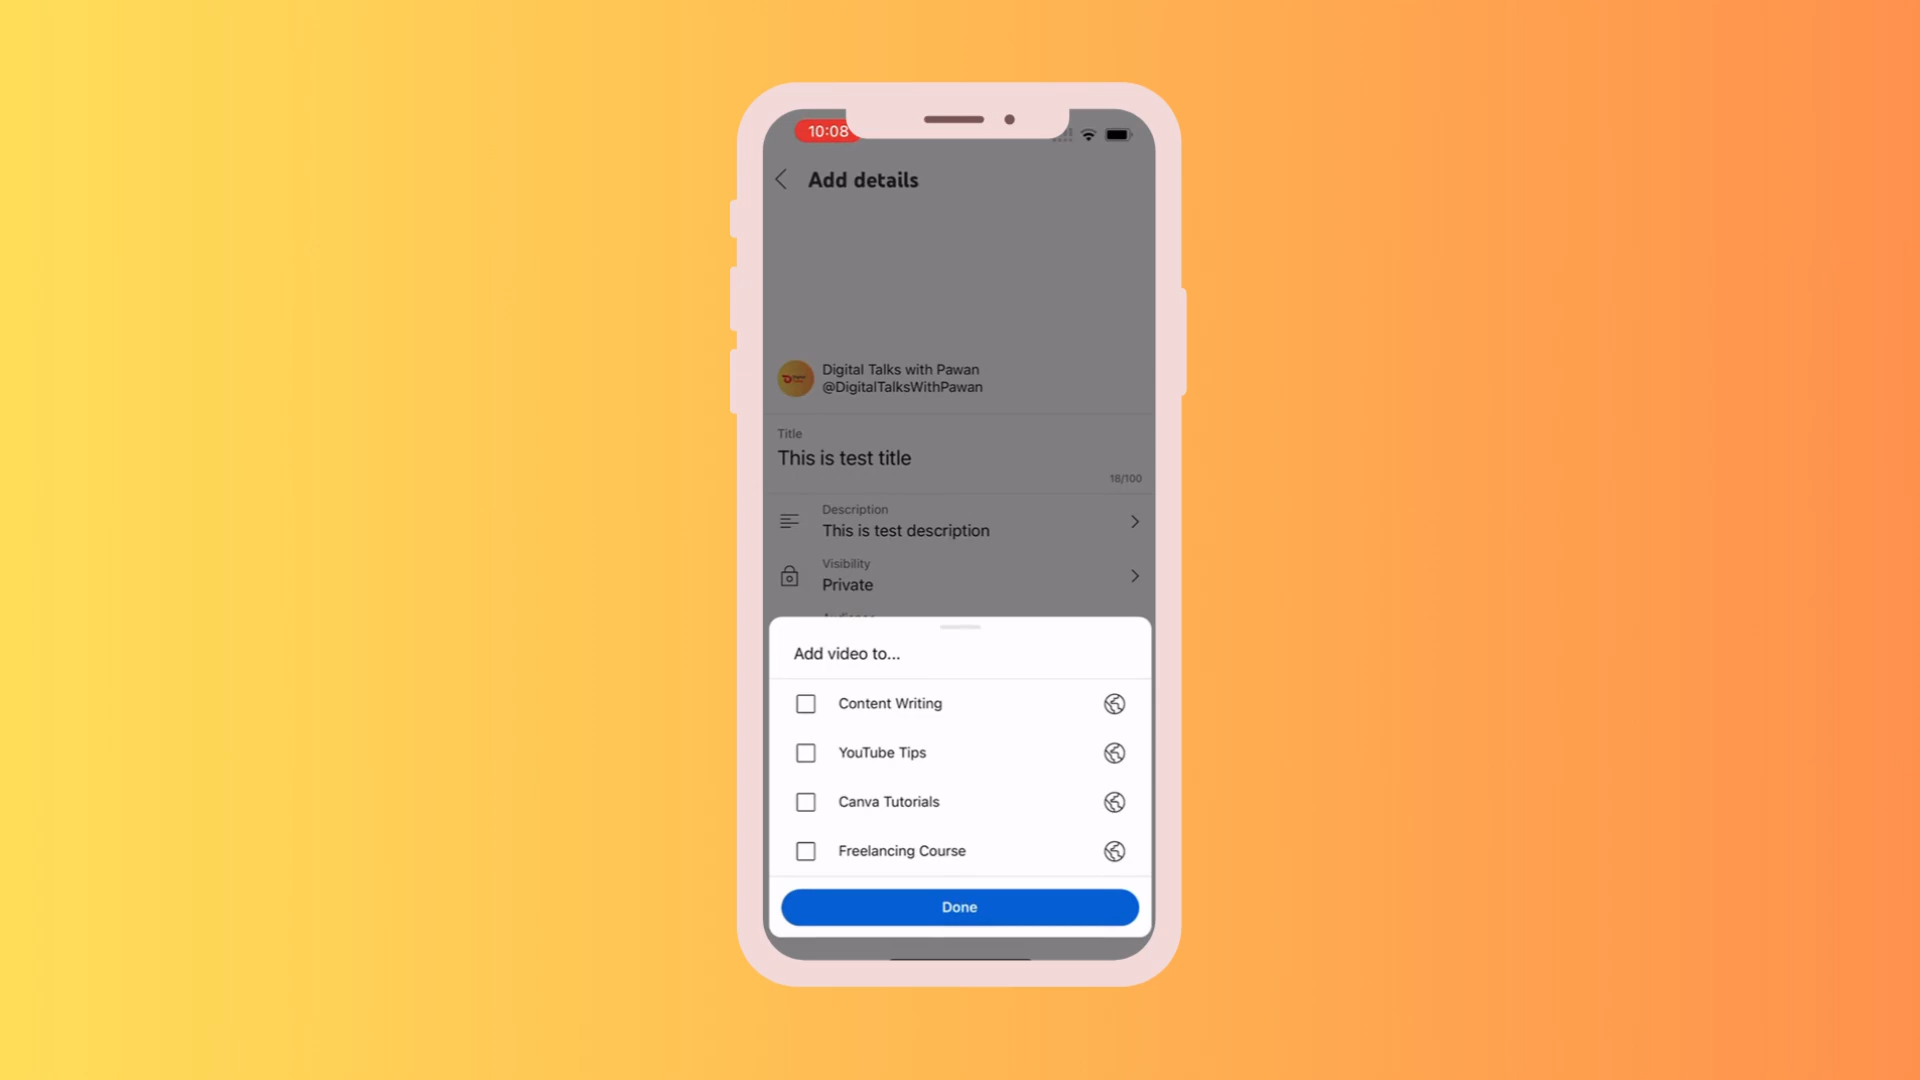 10:08
Add details
Digital Talks with Pawan
@DigitalTalksWithPawan
Title
This is test title
18/100
Description
This is test description
Visibility
Private
Add video to...
Content Writing
YouTube Tips
Canva Tutorials
Freelancing Course
Done